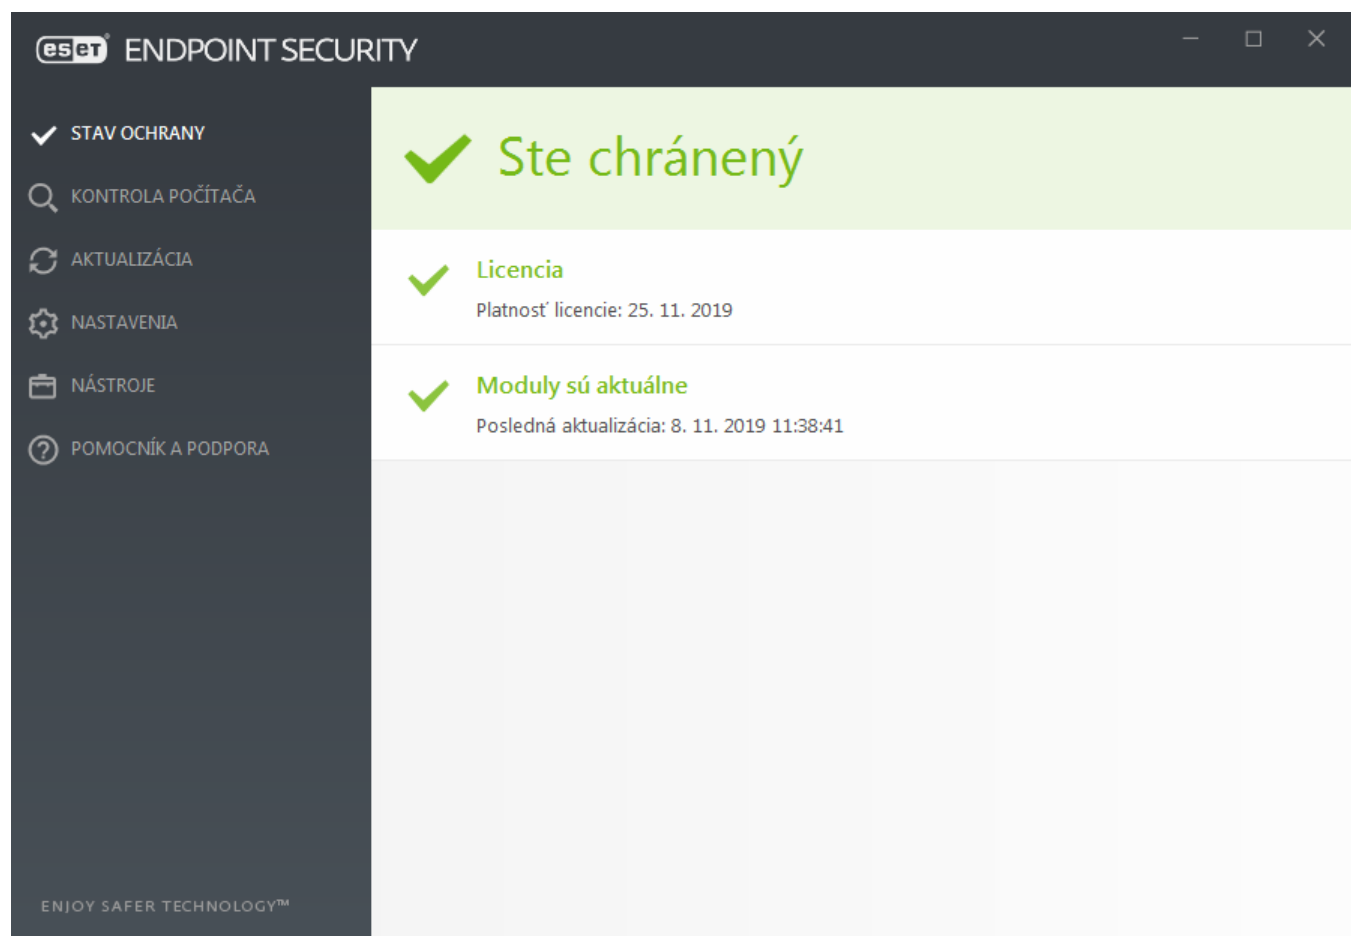 eset ENDPOINT SECURITY
STAV OCHRANY
KONTROLA POČÍTAČA
AKTUALIZÁCIA
NASTAVENIA
NÁSTROJE
POMOCNÍK A PODPORA
ENJOY SAFER TECHNOLOGY™
Ste chránený
Licencia
Platnosť licencie: 25. 11. 2019
Moduly sú aktuálne
Posledná aktualizácia: 8. 11. 2019 11:38:41